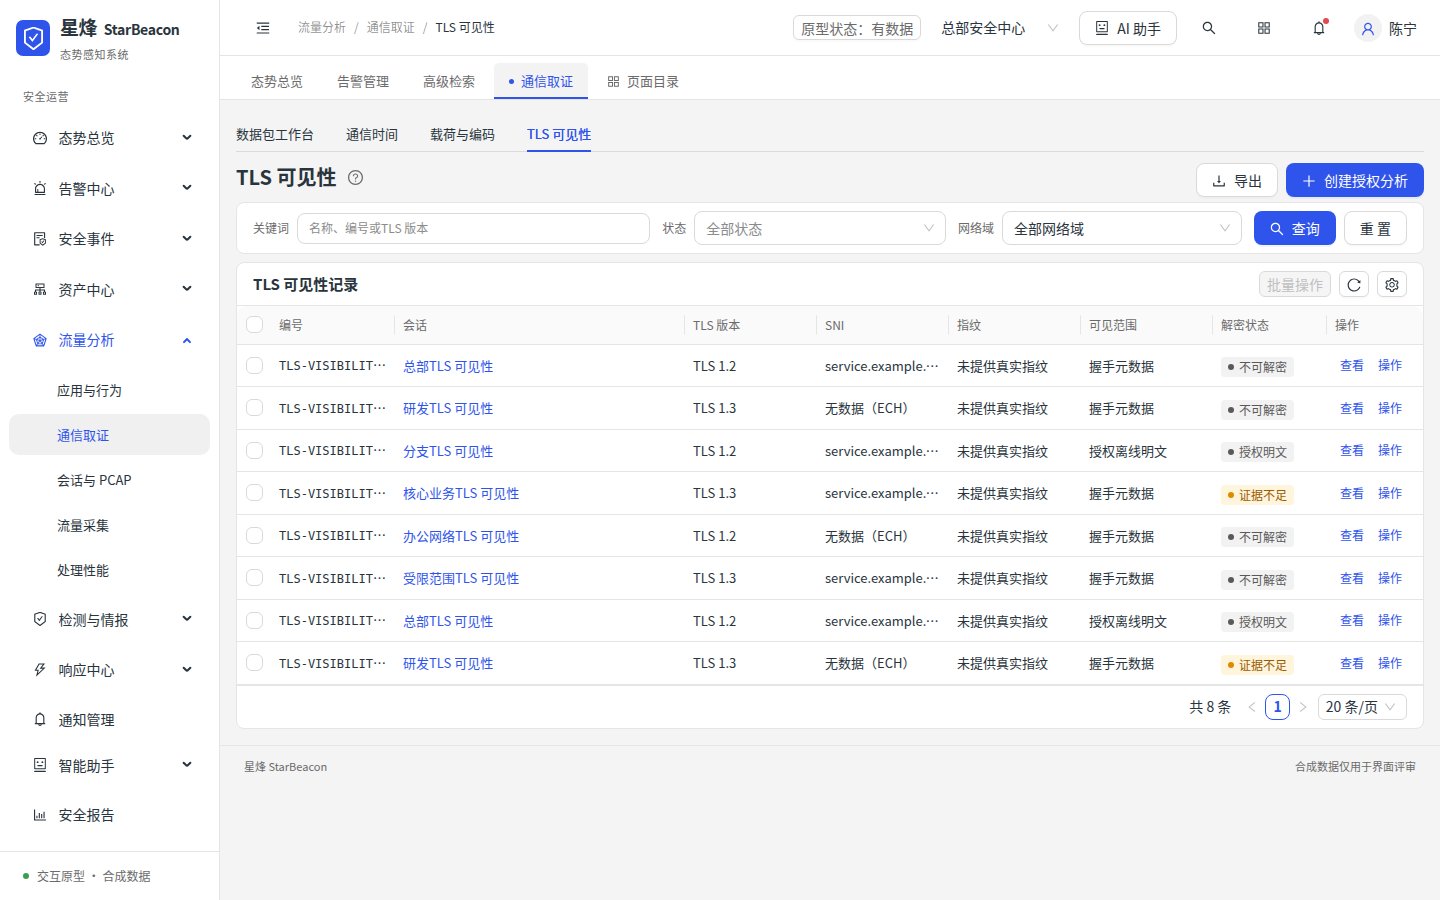 星烽 StarBeacon
态势感知系统
安全运营
态势总览
告警中心
安全事件
资产中心
流量分析
应用与行为
通信取证
会话与 PCAP
流量采集
处理性能
检测与情报
响应中心
通知管理
智能助手
安全报告
交互原型 · 合成数据
流量分析 / 通信取证 / TLS 可见性
原型状态：有数据
总部安全中心
AI 助手
陈宁
态势总览
告警管理
高级检索
通信取证
页面目录
数据包工作台
通信时间
载荷与编码
TLS 可见性
TLS 可见性
导出
创建授权分析
关键词 名称、编号或TLS 版本
状态 全部状态
网络域 全部网络域
查询
重 置
TLS 可见性记录
批量操作
编号 会话 TLS 版本 SNI 指纹 可见范围 解密状态 操作
TLS-VISIBILIT··· 总部TLS 可见性 TLS 1.2 service.example.··· 未提供真实指纹 握手元数据 不可解密 查看 操作
TLS-VISIBILIT··· 研发TLS 可见性 TLS 1.3 无数据（ECH） 未提供真实指纹 握手元数据 不可解密 查看 操作
TLS-VISIBILIT··· 分支TLS 可见性 TLS 1.2 service.example.··· 未提供真实指纹 授权离线明文 授权明文 查看 操作
TLS-VISIBILIT··· 核心业务TLS 可见性 TLS 1.3 service.example.··· 未提供真实指纹 握手元数据 证据不足 查看 操作
TLS-VISIBILIT··· 办公网络TLS 可见性 TLS 1.2 无数据（ECH） 未提供真实指纹 握手元数据 不可解密 查看 操作
TLS-VISIBILIT··· 受限范围TLS 可见性 TLS 1.3 service.example.··· 未提供真实指纹 握手元数据 不可解密 查看 操作
TLS-VISIBILIT··· 总部TLS 可见性 TLS 1.2 service.example.··· 未提供真实指纹 授权离线明文 授权明文 查看 操作
TLS-VISIBILIT··· 研发TLS 可见性 TLS 1.3 无数据（ECH） 未提供真实指纹 握手元数据 证据不足 查看 操作
共 8 条 1 20 条/页
星烽 StarBeacon
合成数据仅用于界面评审